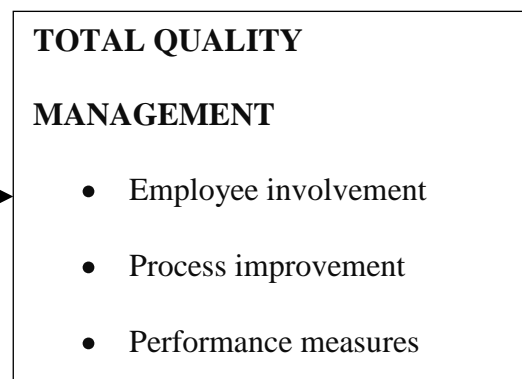 TOTAL QUALITY
MANAGEMENT
• Employee involvement
• Process improvement
• Performance measures